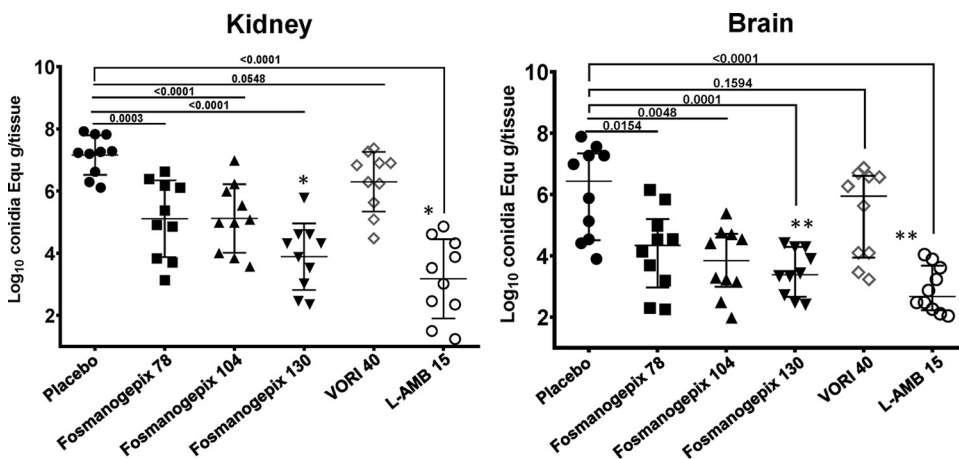 Kidney
<0.0001
0.0548
<0.0001
<0.0001
0.0003
*
*
Log10 conidia Equ g/tissue
10
8
6
4
2
Placebo
Fosmanogepix 78
Fosmanogepix 104
Fosmanogepix 130
VORI 40
L-AMB 15
Brain
<0.0001
0.1594
0.0001
0.0048
0.0154
**
**
Log10 conidia Equ g/tissue
10
8
6
4
2
Placebo
Fosmanogepix 78
Fosmanogepix 104
Fosmanogepix 130
VORI 40
L-AMB 15